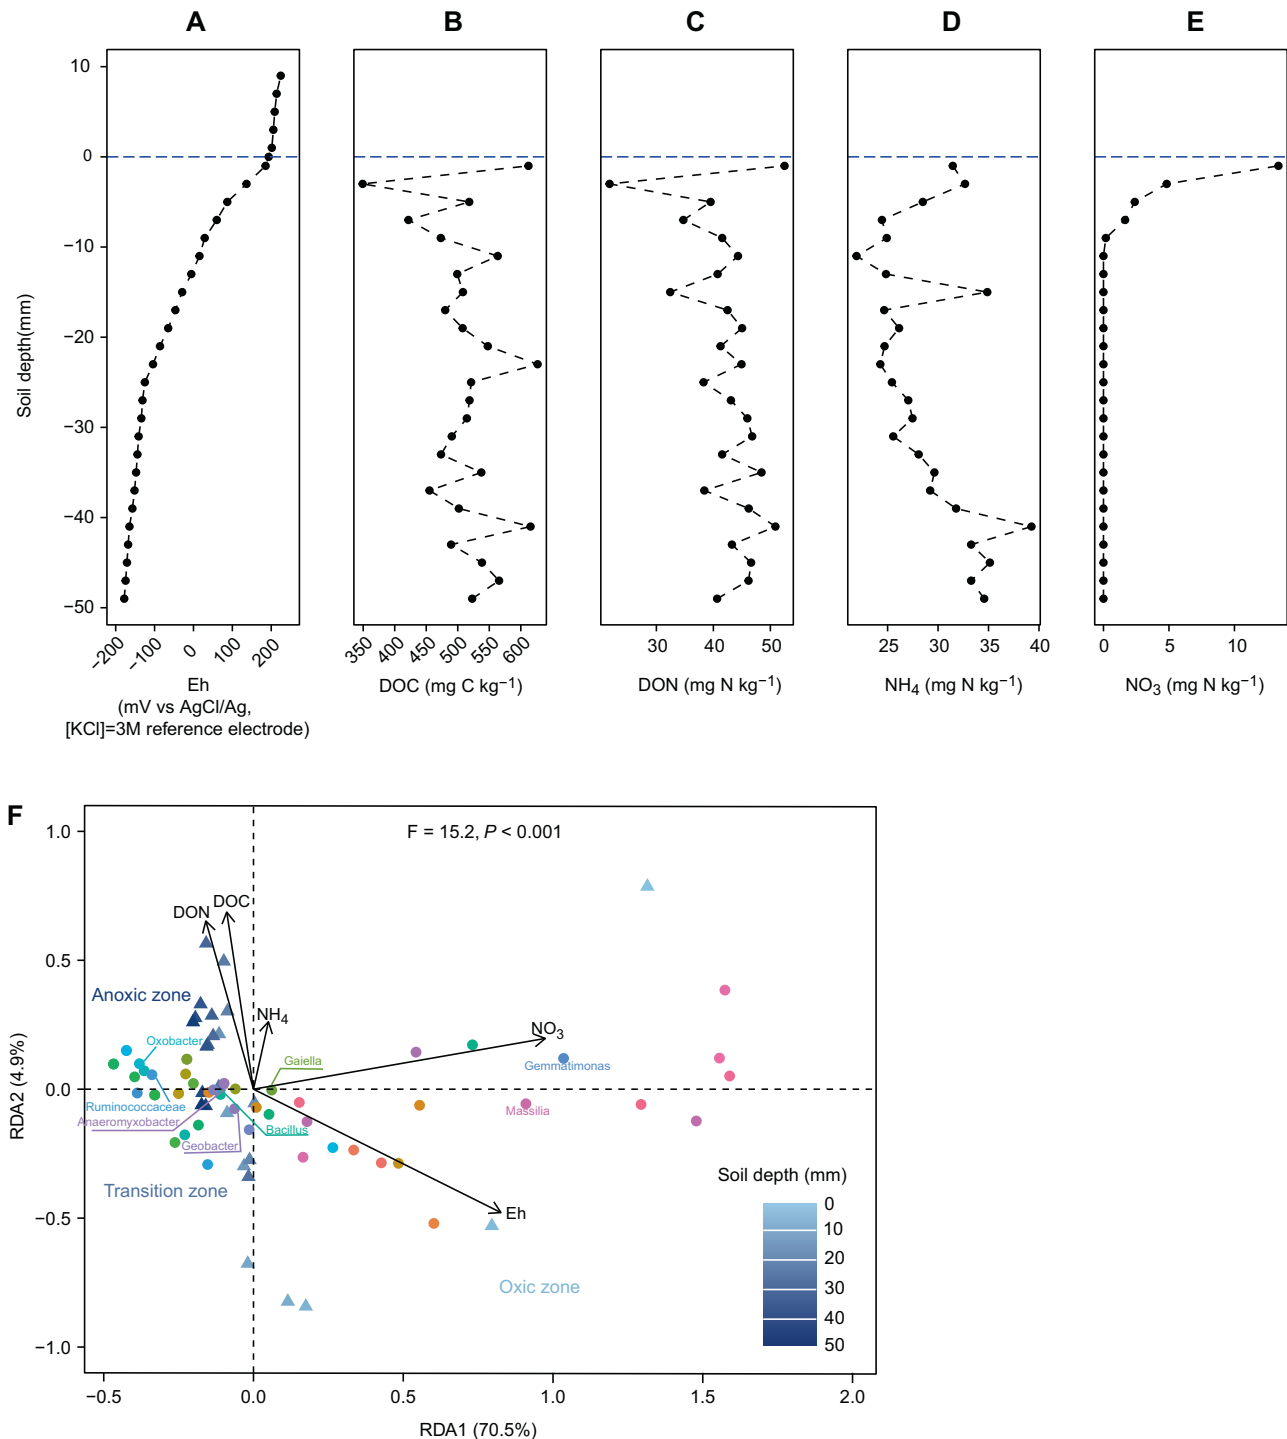 A
B
C
D
E
10
0
−10
−20
−30
−40
−50
Soil depth(mm)
−200
−100
0
100
200
Eh
(mV vs AgCl/Ag,
[KCl]=3M reference electrode)
350
400
450
500
550
600
DOC (mg C kg⁻¹)
30
40
50
DON (mg N kg⁻¹)
25
30
35
40
NH₄ (mg N kg⁻¹)
0
5
10
NO₃ (mg N kg⁻¹)
F
F = 15.2, P < 0.001
1.0
0.5
0.0
−0.5
−1.0
RDA2 (4.9%)
DON
DOC
Anoxic zone
NH₄
NO₃
Oxobacter
Gaiella
Gemmatimonas
Ruminococcaceae
Massilia
Anaeromyxobacter
Bacillus
Geobacter
Transition zone
Eh
Oxic zone
Soil depth (mm)
0
10
20
30
40
50
−0.5
0.0
0.5
1.0
1.5
2.0
RDA1 (70.5%)